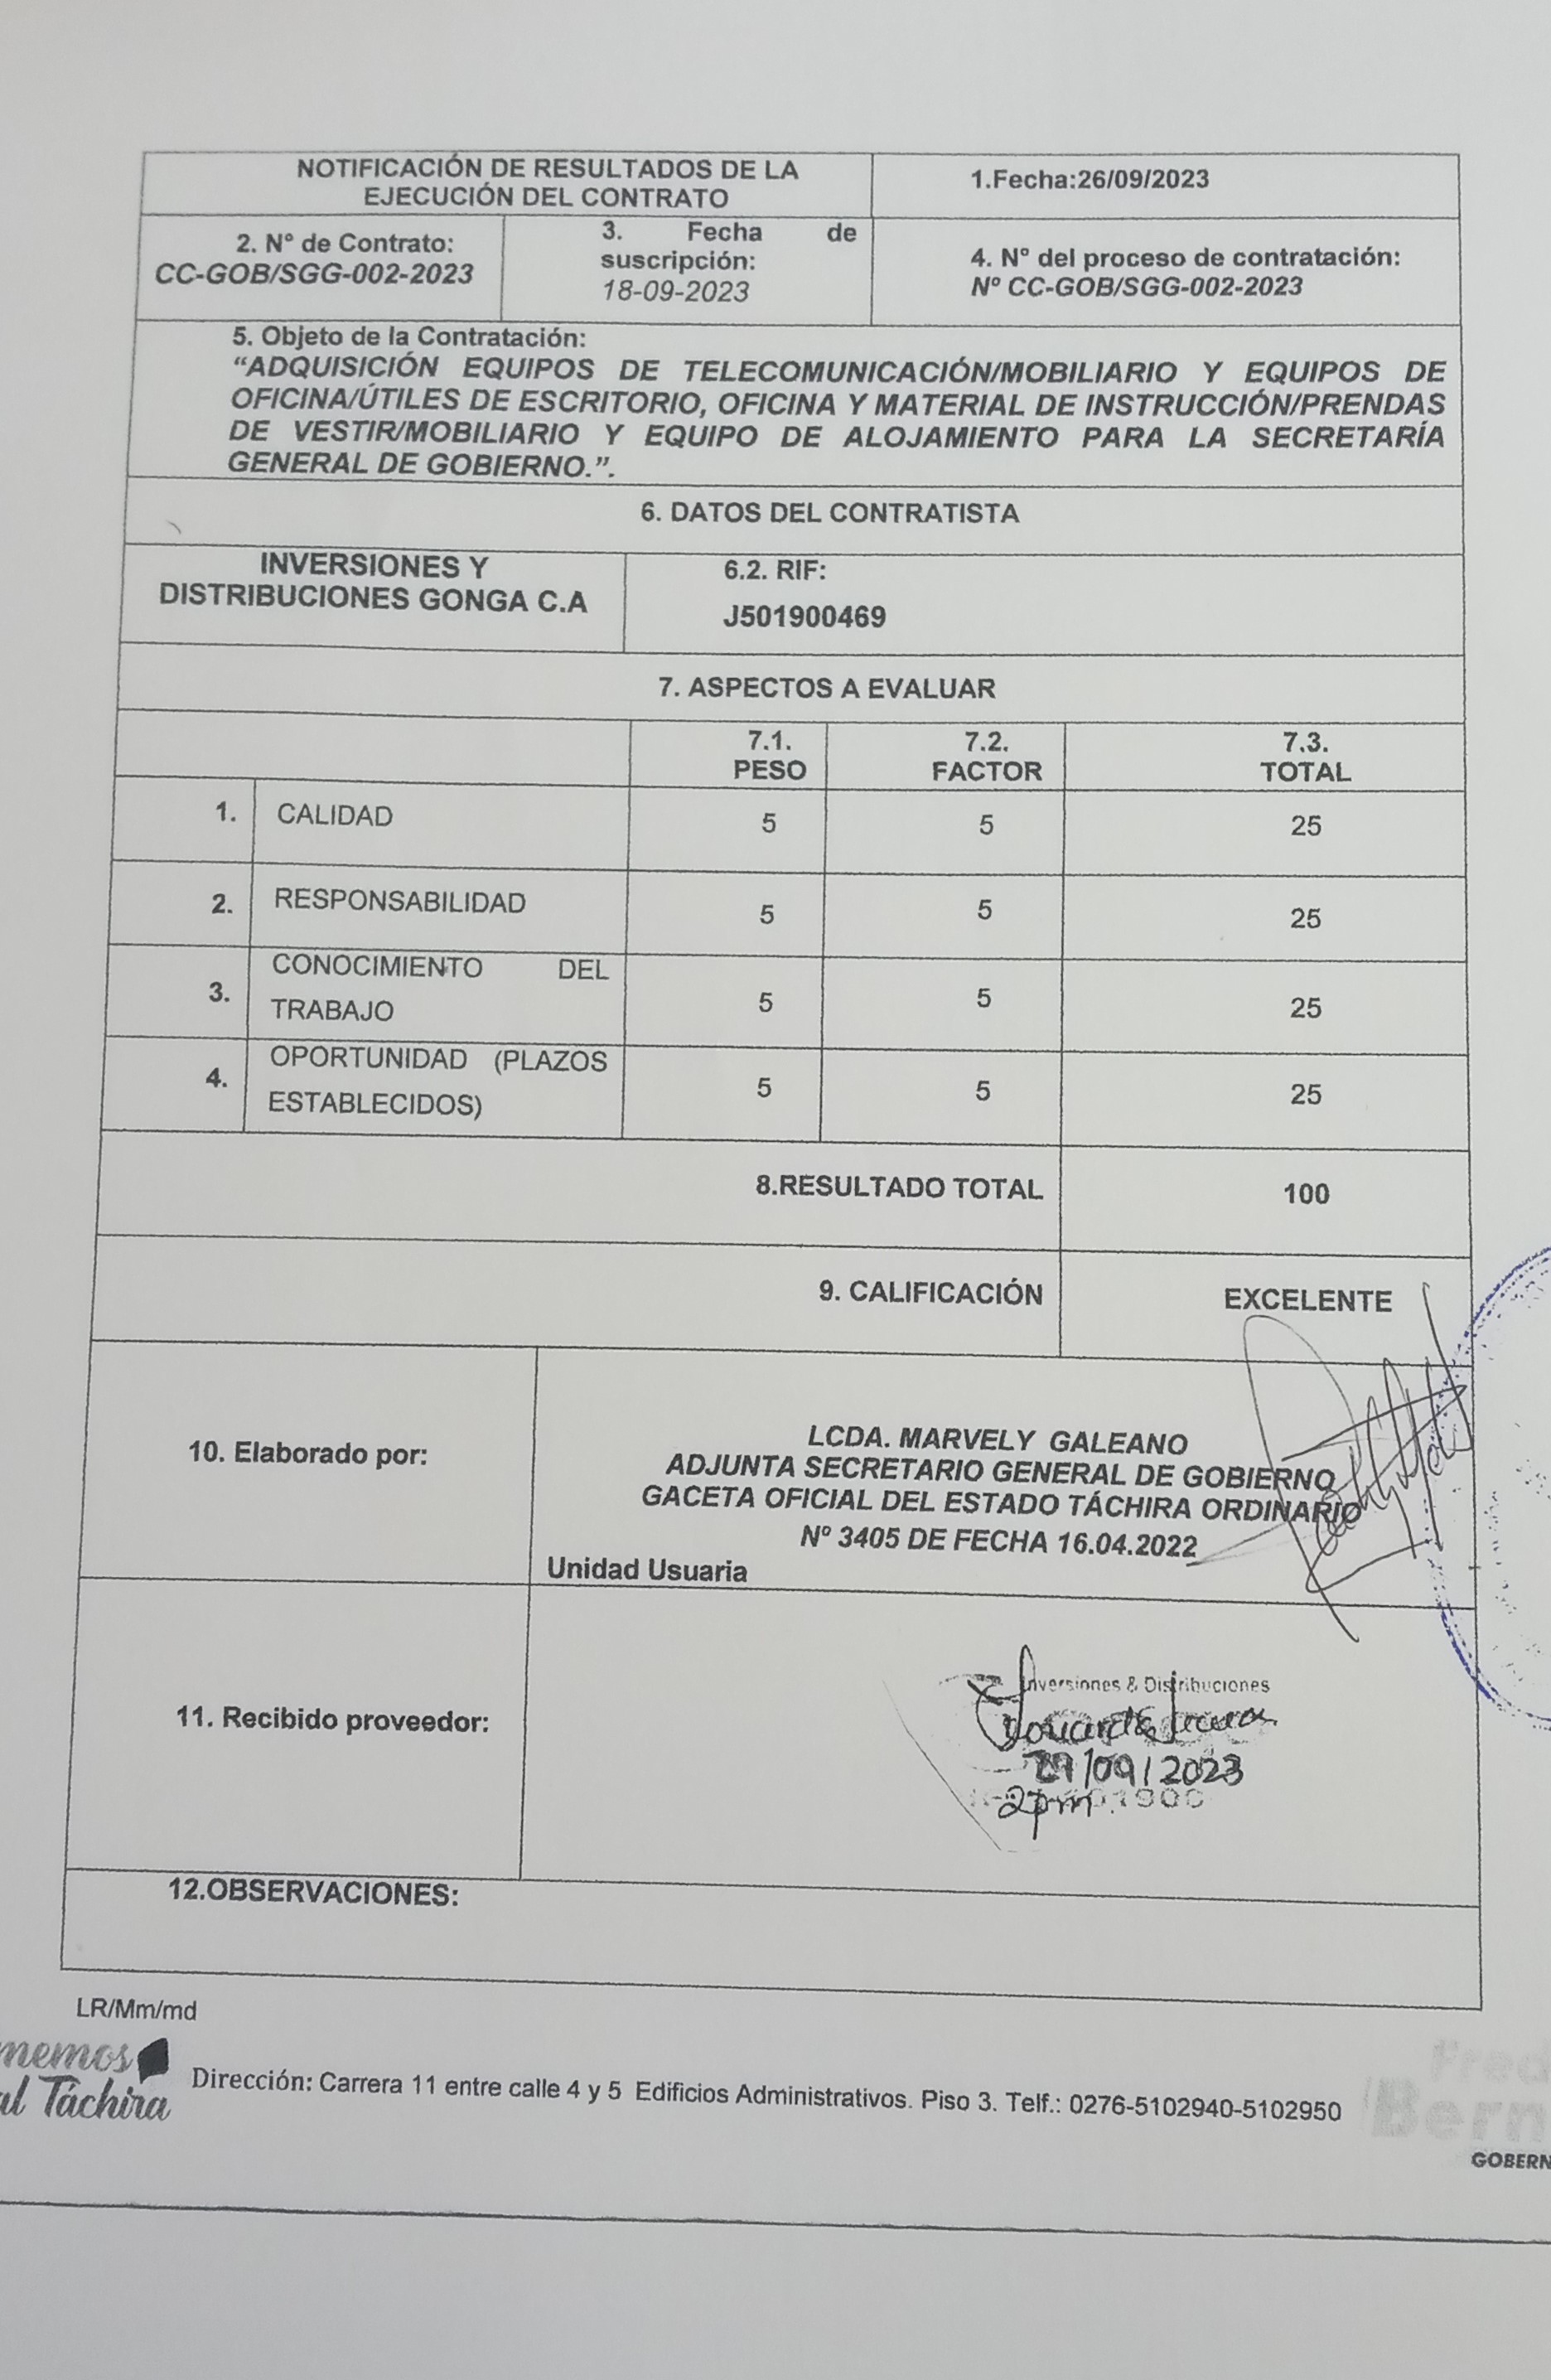 NOTIFICACIÓN DE RESULTADOS DE LA
EJECUCIÓN DEL CONTRATO
1.Fecha:26/09/2023
2. N° de Contrato:
CC-GOB/SGG-002-2023
3. Fecha de
suscripción:
18-09-2023
4. N° del proceso de contratación:
Nº CC-GOB/SGG-002-2023
5. Objeto de la Contratación:
“ADQUISICIÓN EQUIPOS DE TELECOMUNICACIÓN/MOBILIARIO Y EQUIPOS DE
OFICINA/ÚTILES DE ESCRITORIO, OFICINA Y MATERIAL DE INSTRUCCIÓN/PRENDAS
DE VESTIR/MOBILIARIO Y EQUIPO DE ALOJAMIENTO PARA LA SECRETARÍA
GENERAL DE GOBIERNO.”.
6. DATOS DEL CONTRATISTA
INVERSIONES Y
DISTRIBUCIONES GONGA C.A
6.2. RIF:
J501900469
7. ASPECTOS A EVALUAR
7.1.
PESO
7.2.
FACTOR
7.3.
TOTAL
1. CALIDAD 5 5 25
2. RESPONSABILIDAD 5 5 25
3. CONOCIMIENTO DEL
TRABAJO 5 5 25
4. OPORTUNIDAD (PLAZOS
ESTABLECIDOS) 5 5 25
8.RESULTADO TOTAL 100
9. CALIFICACIÓN EXCELENTE
10. Elaborado por:
LCDA. MARVELY GALEANO
ADJUNTA SECRETARIO GENERAL DE GOBIERNO
GACETA OFICIAL DEL ESTADO TÁCHIRA ORDINARIO
Nº 3405 DE FECHA 16.04.2022
Unidad Usuaria
11. Recibido proveedor:
Inversiones & Distribuciones
/09/2023
2pm
12.OBSERVACIONES:
LR/Mm/md
memos
al Táchira
Dirección: Carrera 11 entre calle 4 y 5 Edificios Administrativos. Piso 3. Telf.: 0276-5102940-5102950
Fred
Bern
GOBERN